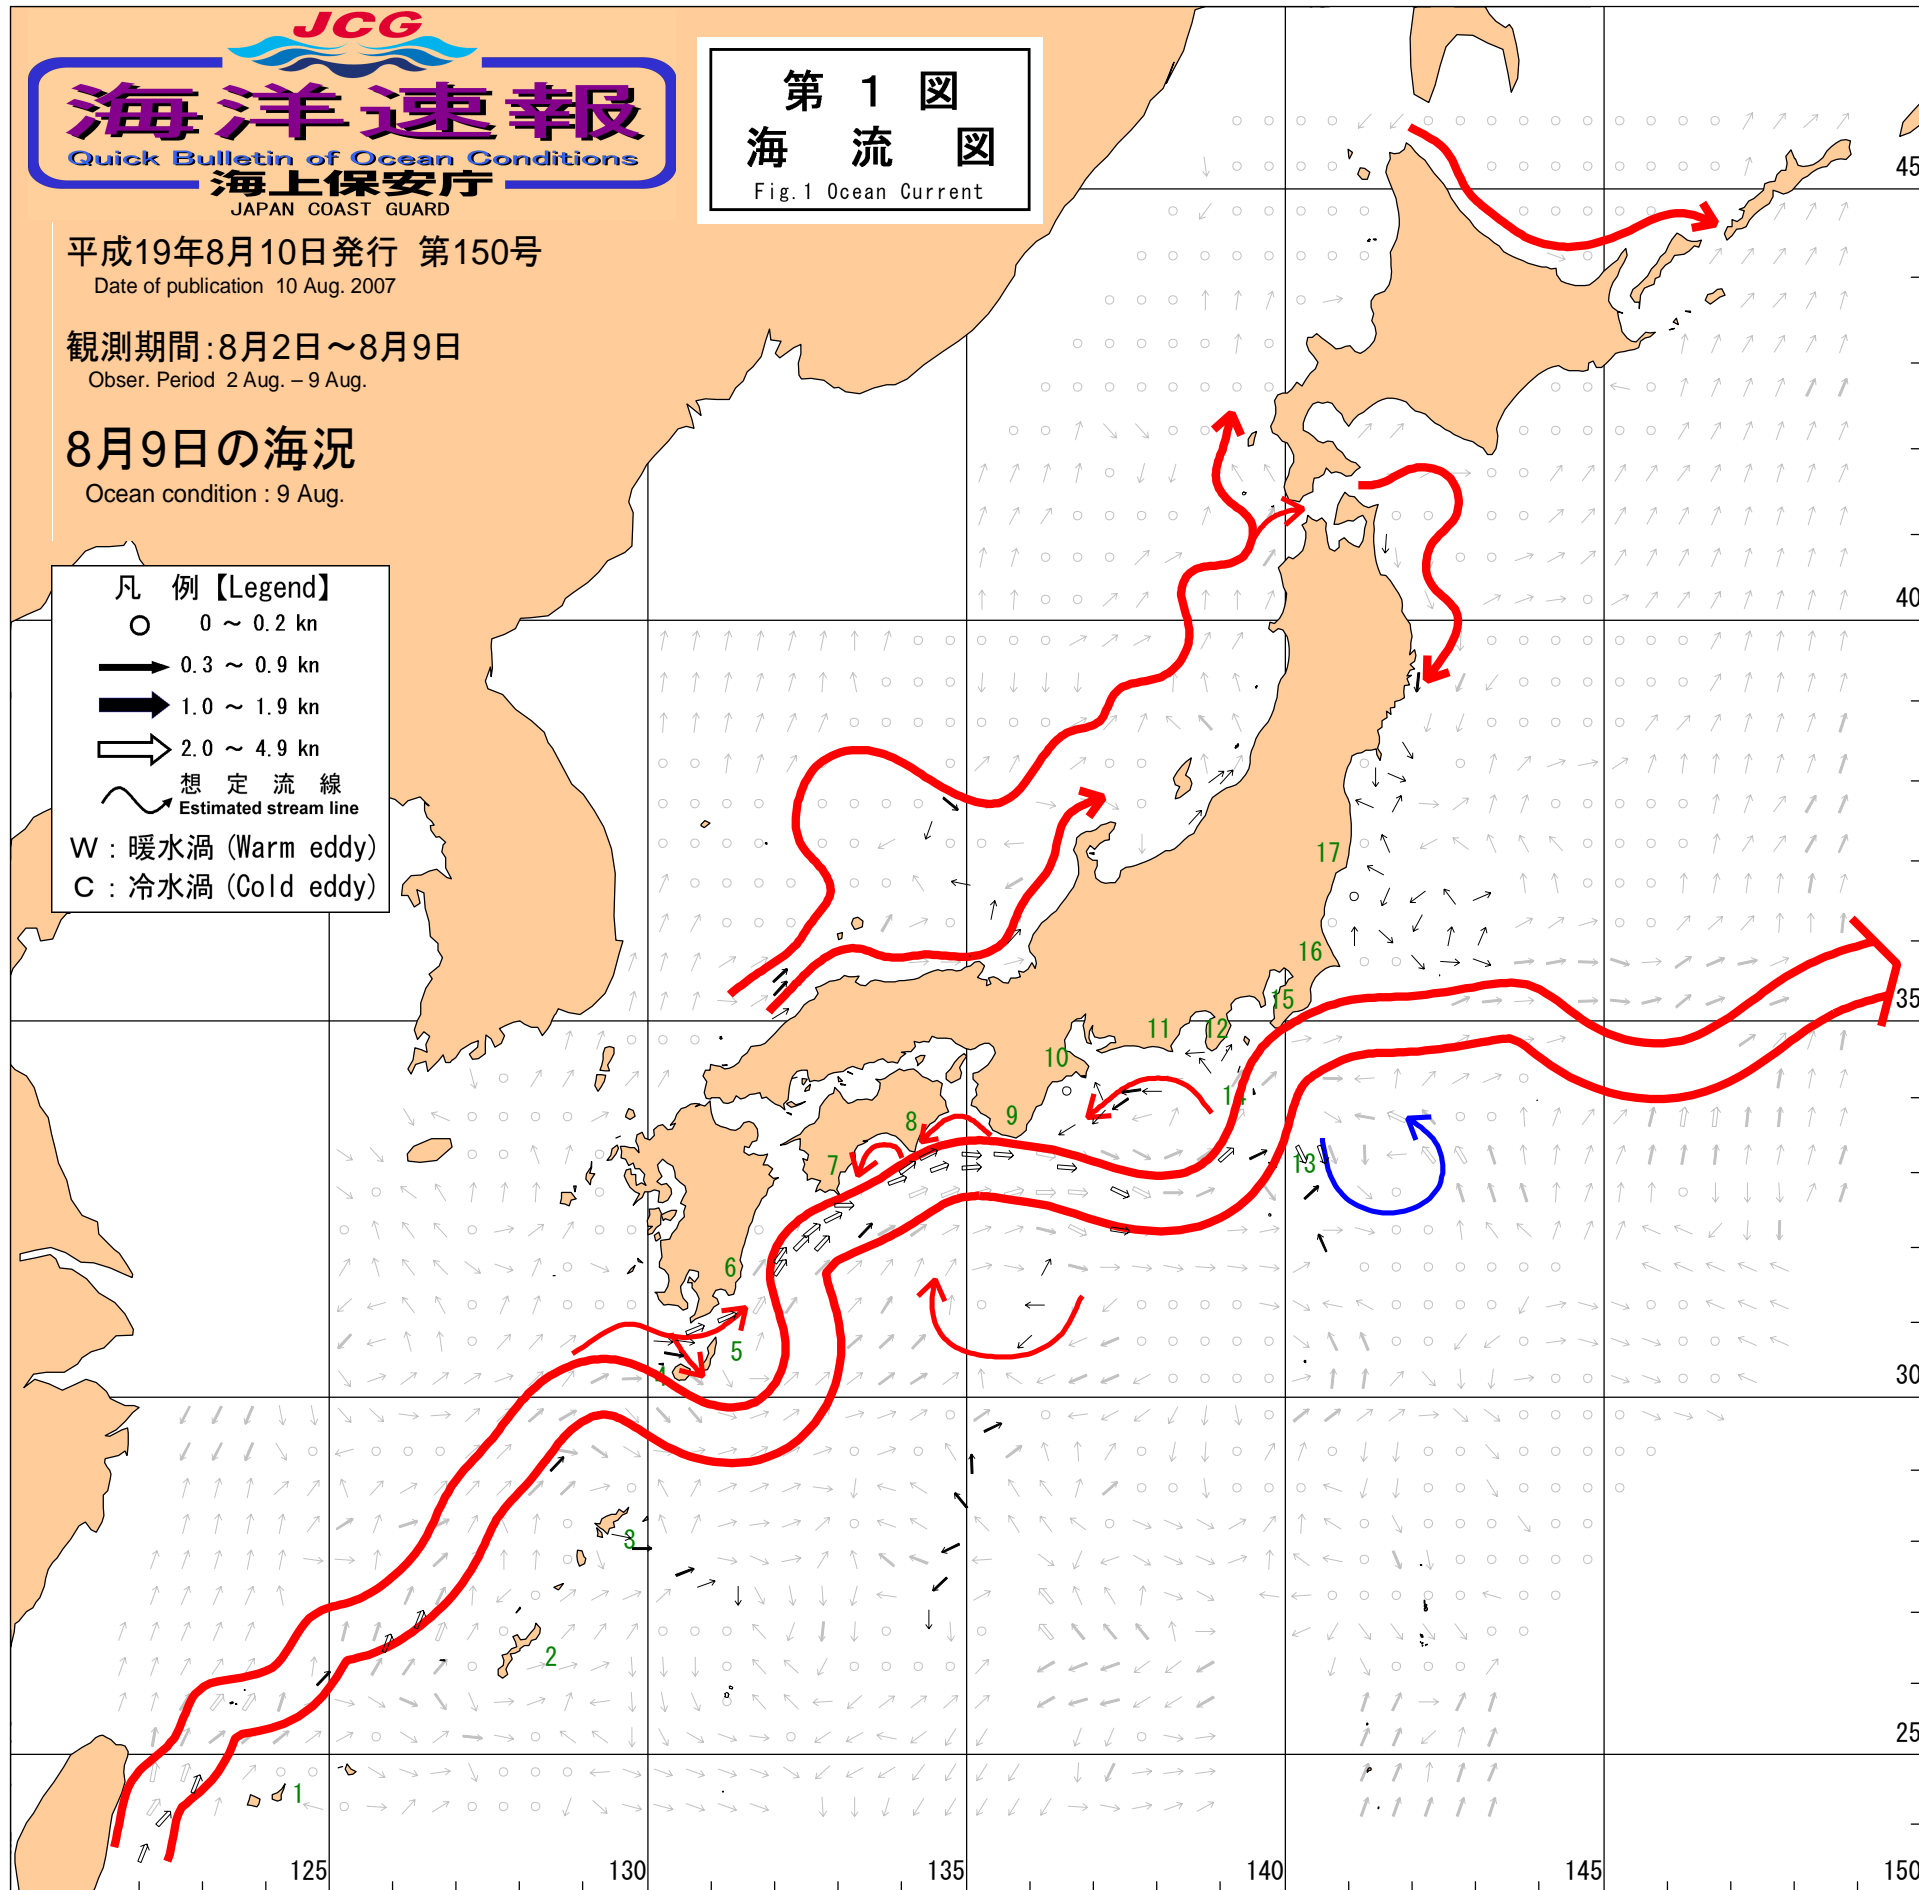 JCG
海洋速報
Quick Bulletin of Ocean Conditions
海上保安庁
JAPAN COAST GUARD
第 1 図
海 流 図
Fig.1 Ocean Current
平成19年8月10日発行 第150号
Date of publication 10 Aug. 2007
観測期間:8月2日～8月9日
Obser. Period 2 Aug. – 9 Aug.
8月9日の海況
Ocean condition : 9 Aug.
凡 例【Legend】
0 ～ 0.2 kn
0.3 ～ 0.9 kn
1.0 ～ 1.9 kn
2.0 ～ 4.9 kn
想 定 流 線
Estimated stream line
W : 暖水渦 (Warm eddy)
C : 冷水渦 (Cold eddy)
45
40
17
16
15
35
11
12
10
14
9
8
7
13
6
5
4
30
3
2
25
1
125
130
135
140
145
150